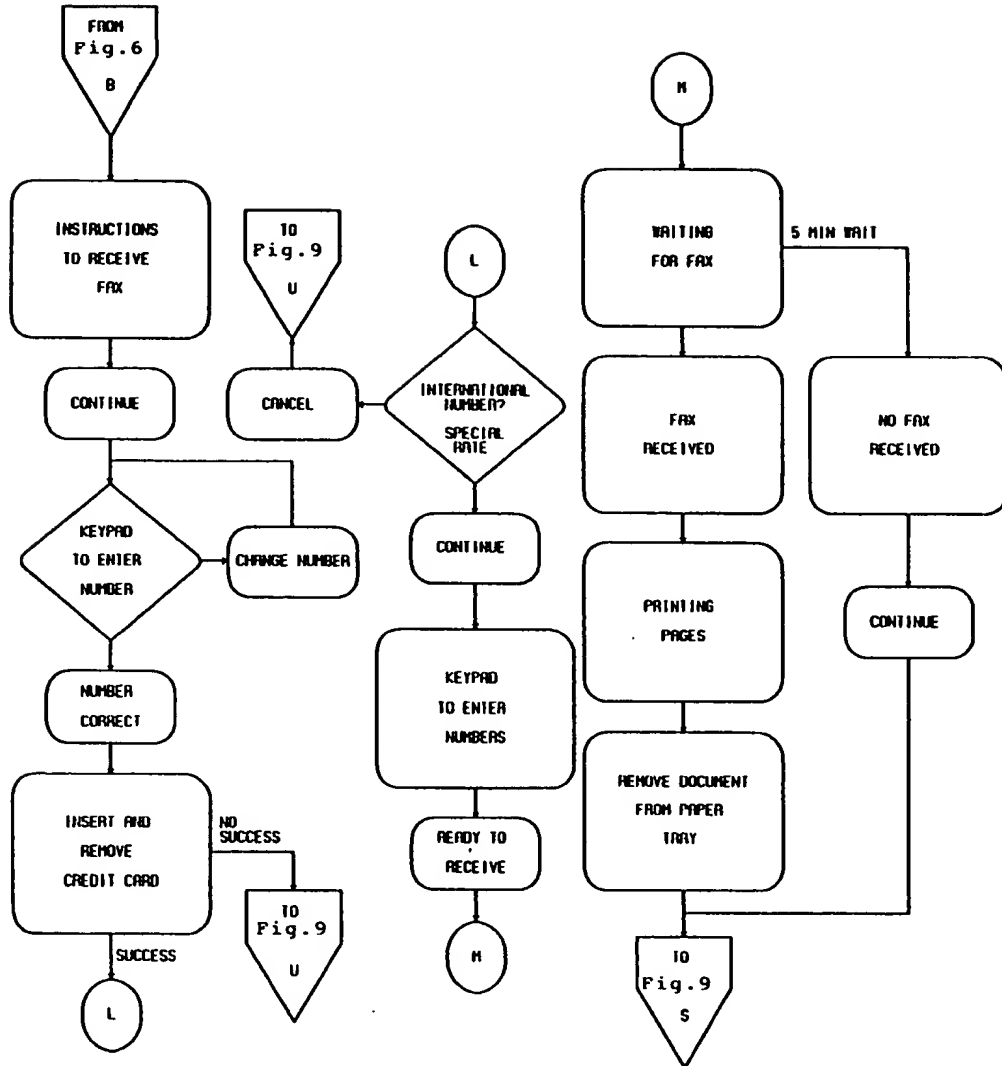 FROM
Fig.6
B
INSTRUCTIONS
TO RECEIVE
FAX
CONTINUE
KEYPAD
TO ENTER
NUMBER
CHANGE NUMBER
NUMBER
CORRECT
INSERT AND
REMOVE
CREDIT CARD
NO
SUCCESS
TO
Fig.9
U
SUCCESS
L
TO
Fig.9
U
CANCEL
L
INTERNATIONAL
NUMBER?
SPECIAL
RATE
CONTINUE
KEYPAD
TO ENTER
NUMBERS
READY TO
RECEIVE
M
M
WAITING
FOR FAX
5 MIN WAIT
FAX
RECEIVED
NO FAX
RECEIVED
PRINTING
PAGES
CONTINUE
REMOVE DOCUMENT
FROM PAPER
TRAY
TO
Fig.9
S